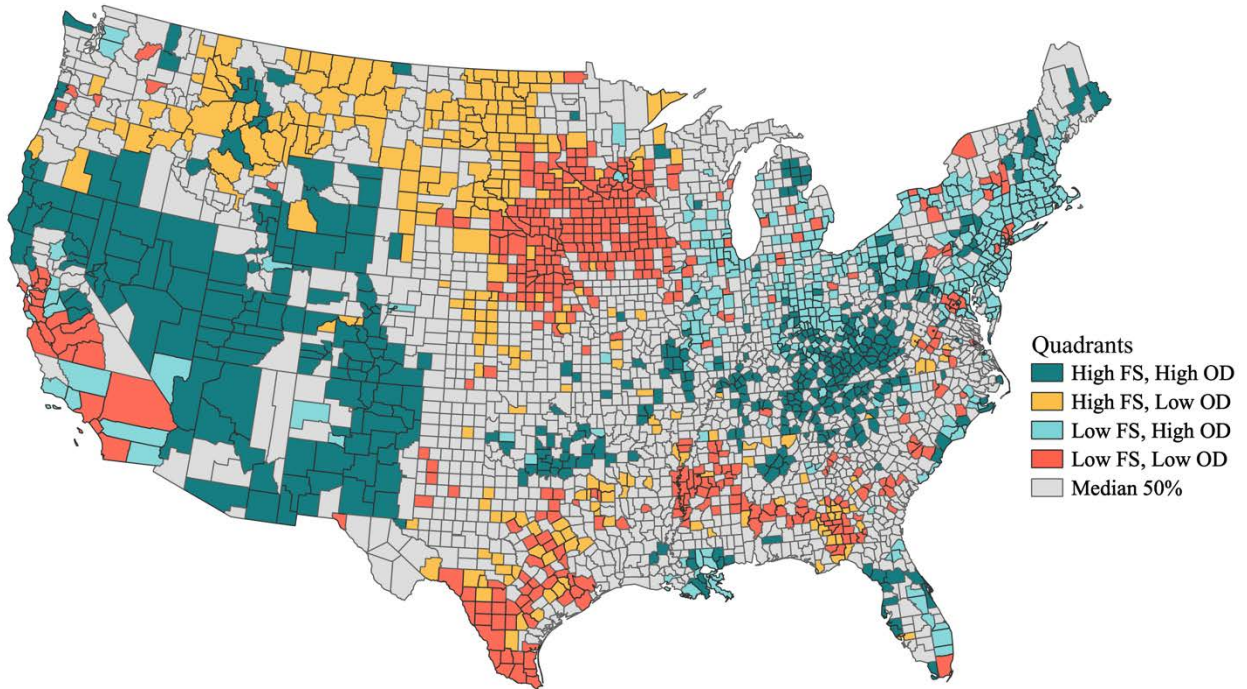 Quadrants
High FS, High OD
High FS, Low OD
Low FS, High OD
Low FS, Low OD
Median 50%